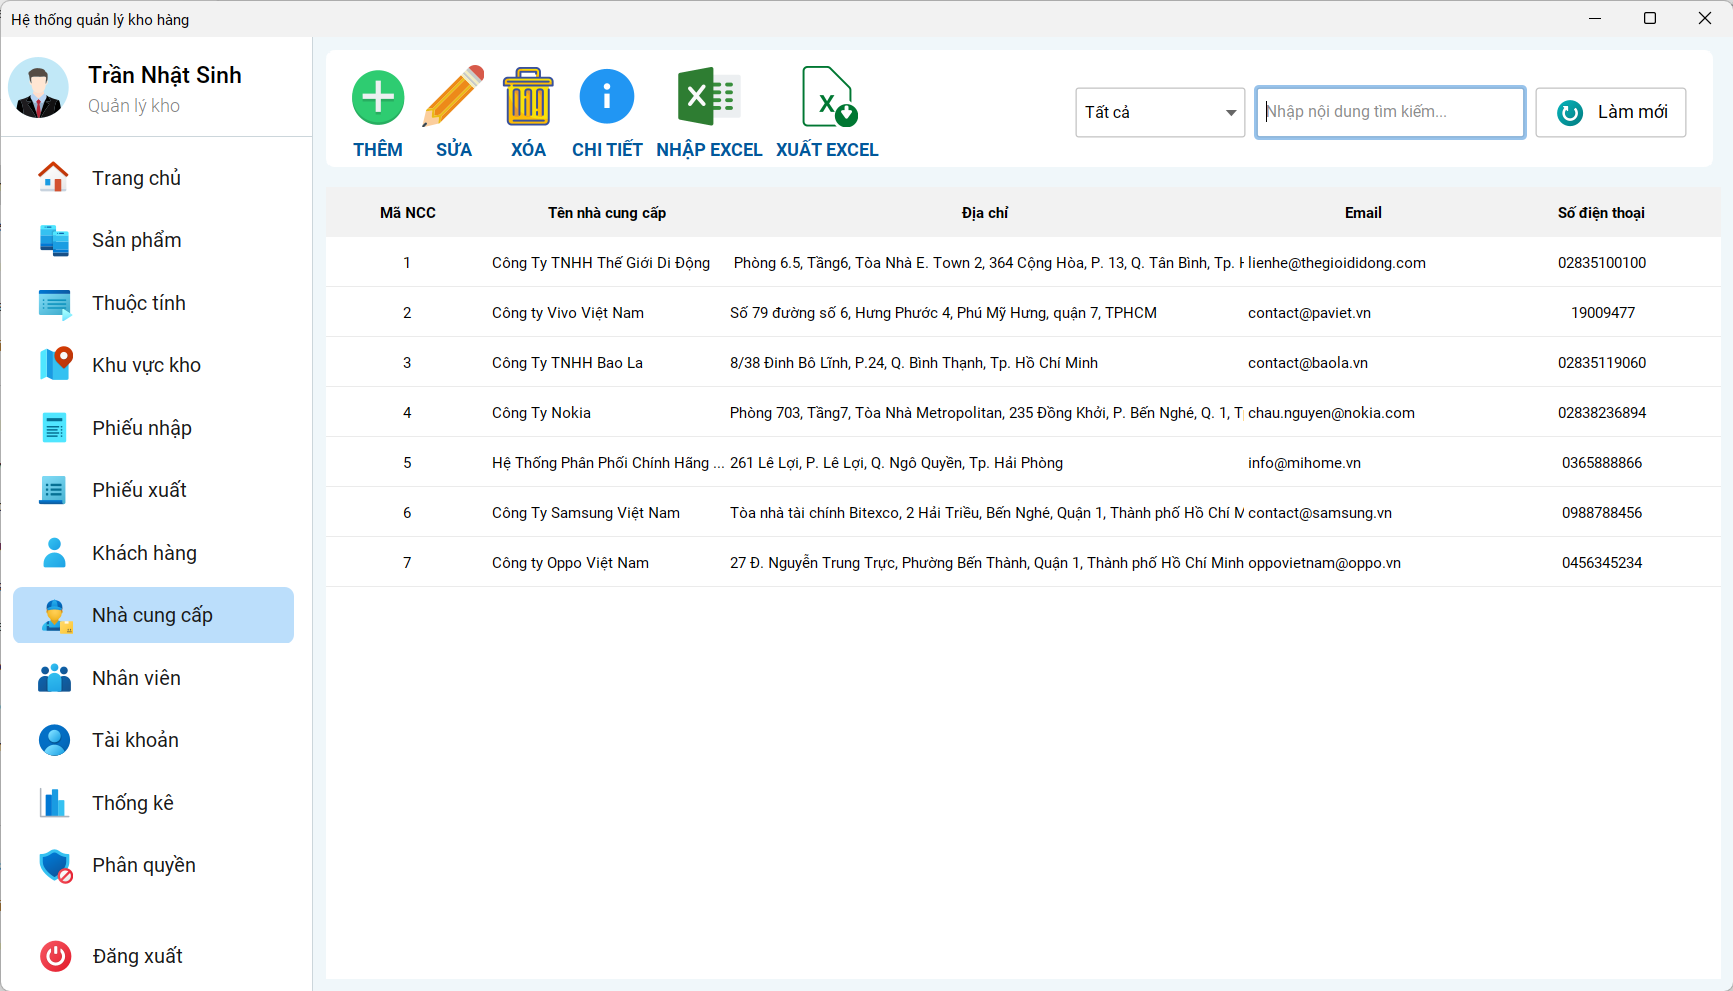 Hệ thống quản lý kho hàng
Trần Nhật Sinh
Quản lý kho
Trang chủ
Sản phẩm
Thuộc tính
Khu vực kho
Phiếu nhập
Phiếu xuất
Khách hàng
Nhà cung cấp
Nhân viên
Tài khoản
Thống kê
Phân quyền
Đăng xuất
THÊM SỬA XÓA CHI TIẾT NHẬP EXCEL XUẤT EXCEL
Tất cả Nhập nội dung tìm kiếm... Làm mới
Mã NCC Tên nhà cung cấp Địa chỉ Email Số điện thoại
1 Công Ty TNHH Thế Giới Di Động Phòng 6.5, Tầng6, Tòa Nhà E. Town 2, 364 Cộng Hòa, P. 13, Q. Tân Bình, Tp. H lienhe@thegioididong.com 02835100100
2 Công ty Vivo Việt Nam Số 79 đường số 6, Hưng Phước 4, Phú Mỹ Hưng, quận 7, TPHCM contact@paviet.vn 19009477
3 Công Ty TNHH Bao La 8/38 Đinh Bô Lĩnh, P.24, Q. Bình Thạnh, Tp. Hồ Chí Minh contact@baola.vn 02835119060
4 Công Ty Nokia Phòng 703, Tầng7, Tòa Nhà Metropolitan, 235 Đồng Khởi, P. Bến Nghé, Q. 1, T chau.nguyen@nokia.com 02838236894
5 Hệ Thống Phân Phối Chính Hãng ... 261 Lê Lợi, P. Lê Lợi, Q. Ngô Quyền, Tp. Hải Phòng info@mihome.vn 0365888866
6 Công Ty Samsung Việt Nam Tòa nhà tài chính Bitexco, 2 Hải Triều, Bến Nghé, Quận 1, Thành phố Hồ Chí M contact@samsung.vn 0988788456
7 Công ty Oppo Việt Nam 27 Đ. Nguyễn Trung Trực, Phường Bến Thành, Quận 1, Thành phố Hồ Chí Minh oppovietnam@oppo.vn 0456345234